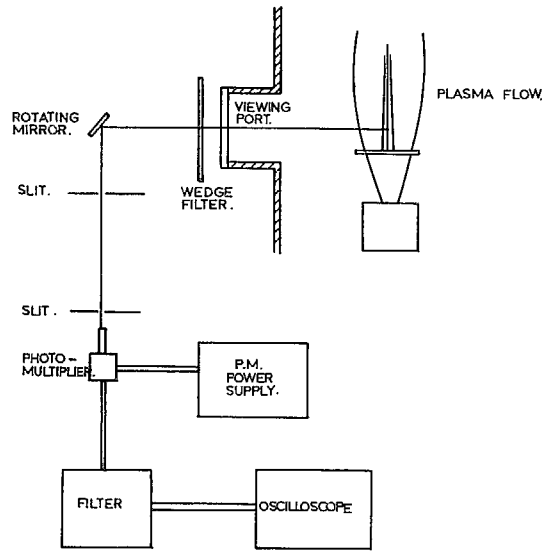 PLASMA FLOW.
VIEWING
PORT.
ROTATING
MIRROR.
WEDGE
FILTER.
SLIT.
SLIT.
PHOTO-
MULTIPLIER.
P.M.
POWER
SUPPLY.
FILTER
OSCILLOSCOPE